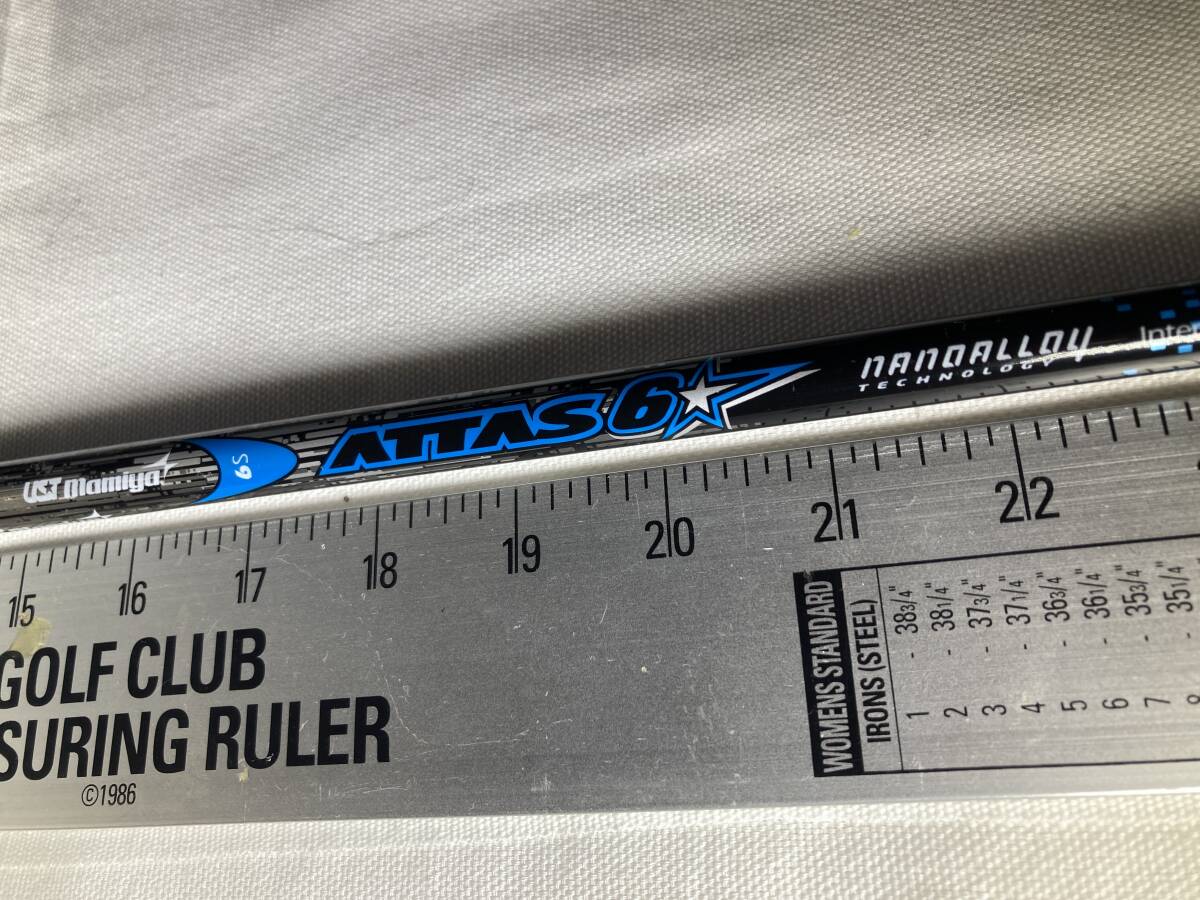 UST Mamiya
6S
ATTAS 6
NANOALLOY
TECHNOLOGY
Inte
15 16 17 18 19 20 21 22
GOLF CLUB
SURING RULER
©1986
WOMENS STANDARD
IRONS (STEEL)
1 - 38 3/4"
2 - 38 1/4"
3 - 37 3/4"
4 - 37 1/4"
5 - 36 3/4"
6 - 36 1/4"
7 - 35 3/4"
8 - 35 1/4"